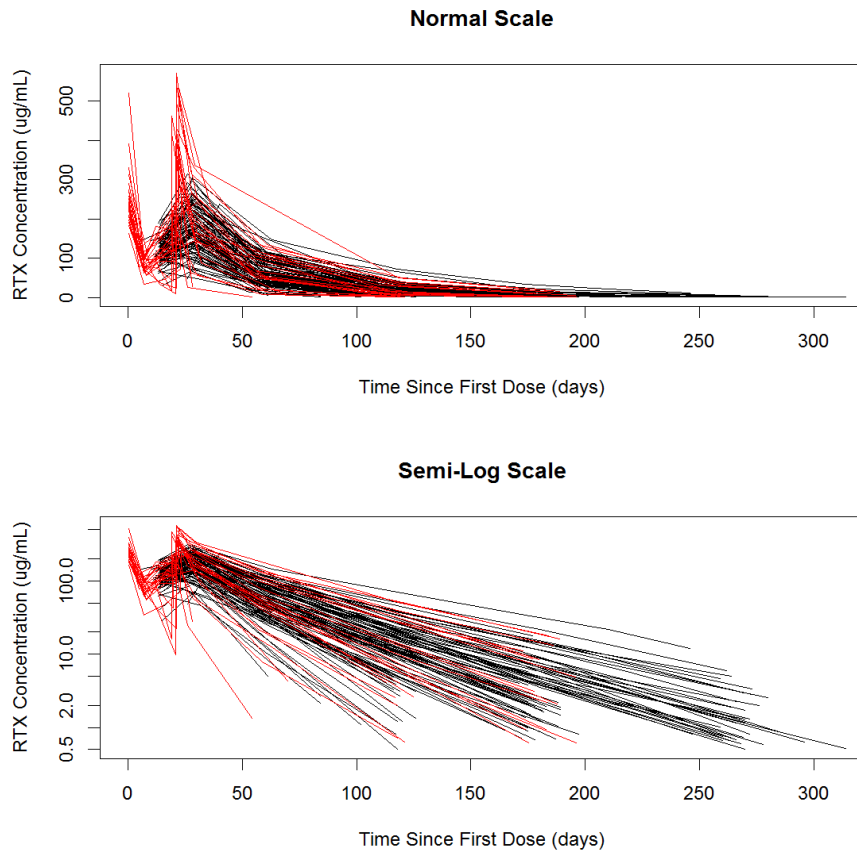 Normal Scale
RTX Concentration (ug/mL)
500
300
100
0
0 50 100 150 200 250 300
Time Since First Dose (days)
Semi-Log Scale
RTX Concentration (ug/mL)
100.0
10.0
2.0
0.5
0 50 100 150 200 250 300
Time Since First Dose (days)